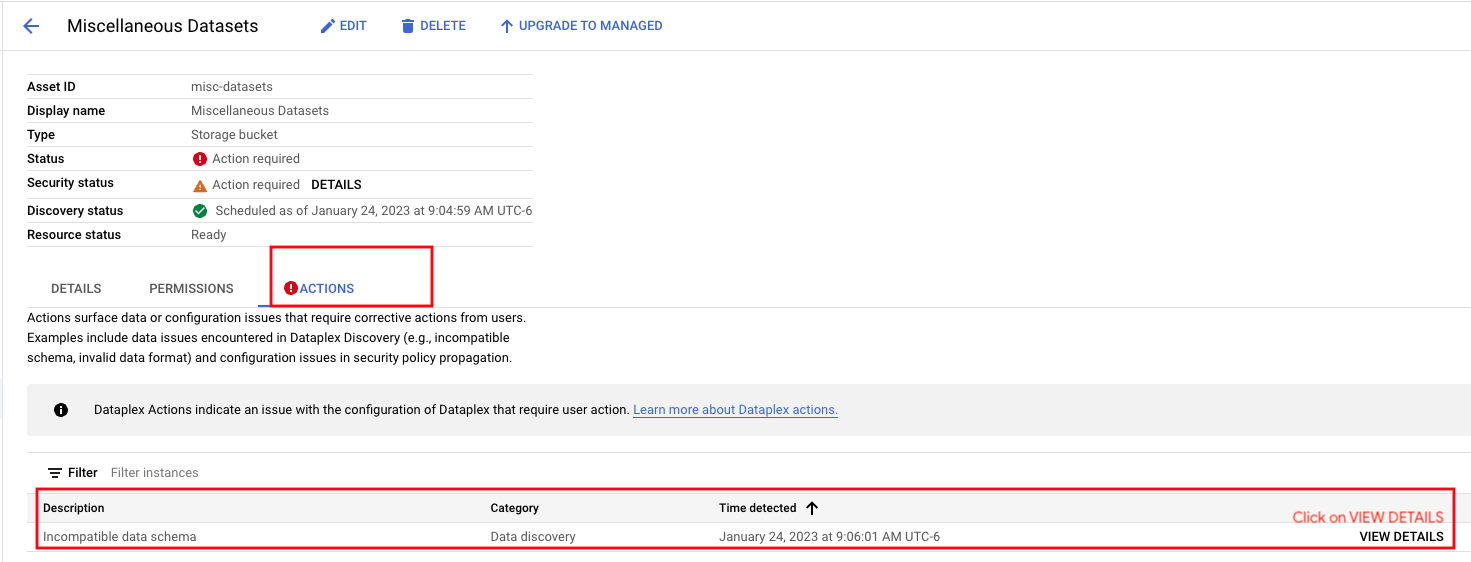 Miscellaneous Datasets EDIT DELETE UPGRADE TO MANAGED
Asset ID misc-datasets
Display name Miscellaneous Datasets
Type Storage bucket
Status Action required
Security status Action required DETAILS
Discovery status Scheduled as of January 24, 2023 at 9:04:59 AM UTC-6
Resource status Ready
DETAILS PERMISSIONS ACTIONS
Actions surface data or configuration issues that require corrective actions from users.
Examples include data issues encountered in Dataplex Discovery (e.g., incompatible
schema, invalid data format) and configuration issues in security policy propagation.
Dataplex Actions indicate an issue with the configuration of Dataplex that require user action. Learn more about Dataplex actions.
Filter Filter instances
Description Category Time detected
Click on VIEW DETAILS
Incompatible data schema Data discovery January 24, 2023 at 9:06:01 AM UTC-6 VIEW DETAILS